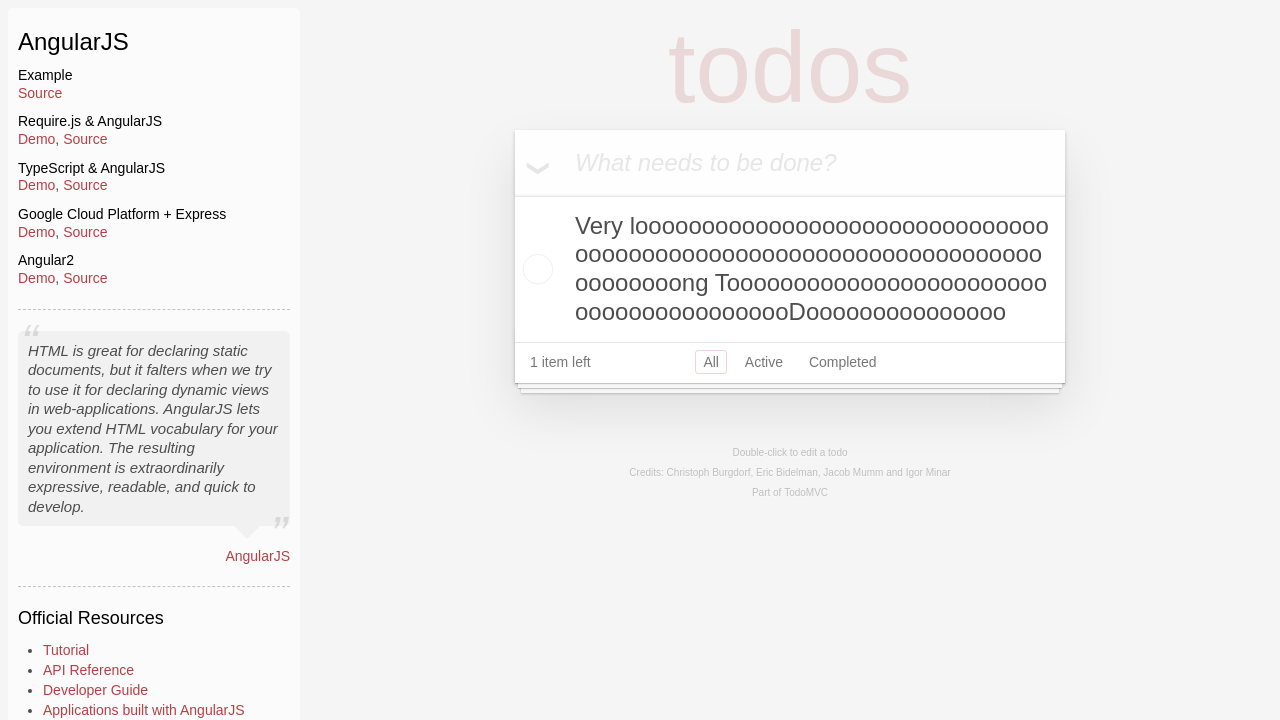 AngularJS
Example
Source
Require.js & AngularJS
Demo, Source
TypeScript & AngularJS
Demo, Source
Google Cloud Platform + Express
Demo, Source
Angular2
Demo, Source
“
HTML is great for declaring static
documents, but it falters when we try
to use it for declaring dynamic views
in web-applications. AngularJS lets
you extend HTML vocabulary for your
application. The resulting
environment is extraordinarily
expressive, readable, and quick to
develop.
”
AngularJS
Official Resources
Tutorial
API Reference
Developer Guide
Applications built with AngularJS
todos
What needs to be done?
Very looooooooooooooooooooooooooooooo
ooooooooooooooooooooooooooooooooooo
ooooooooong Toooooooooooooooooooooooo
ooooooooooooooooDooooooooooooooo
1 item left
All
Active
Completed
Double-click to edit a todo
Credits: Christoph Burgdorf, Eric Bidelman, Jacob Mumm and Igor Minar
Part of TodoMVC